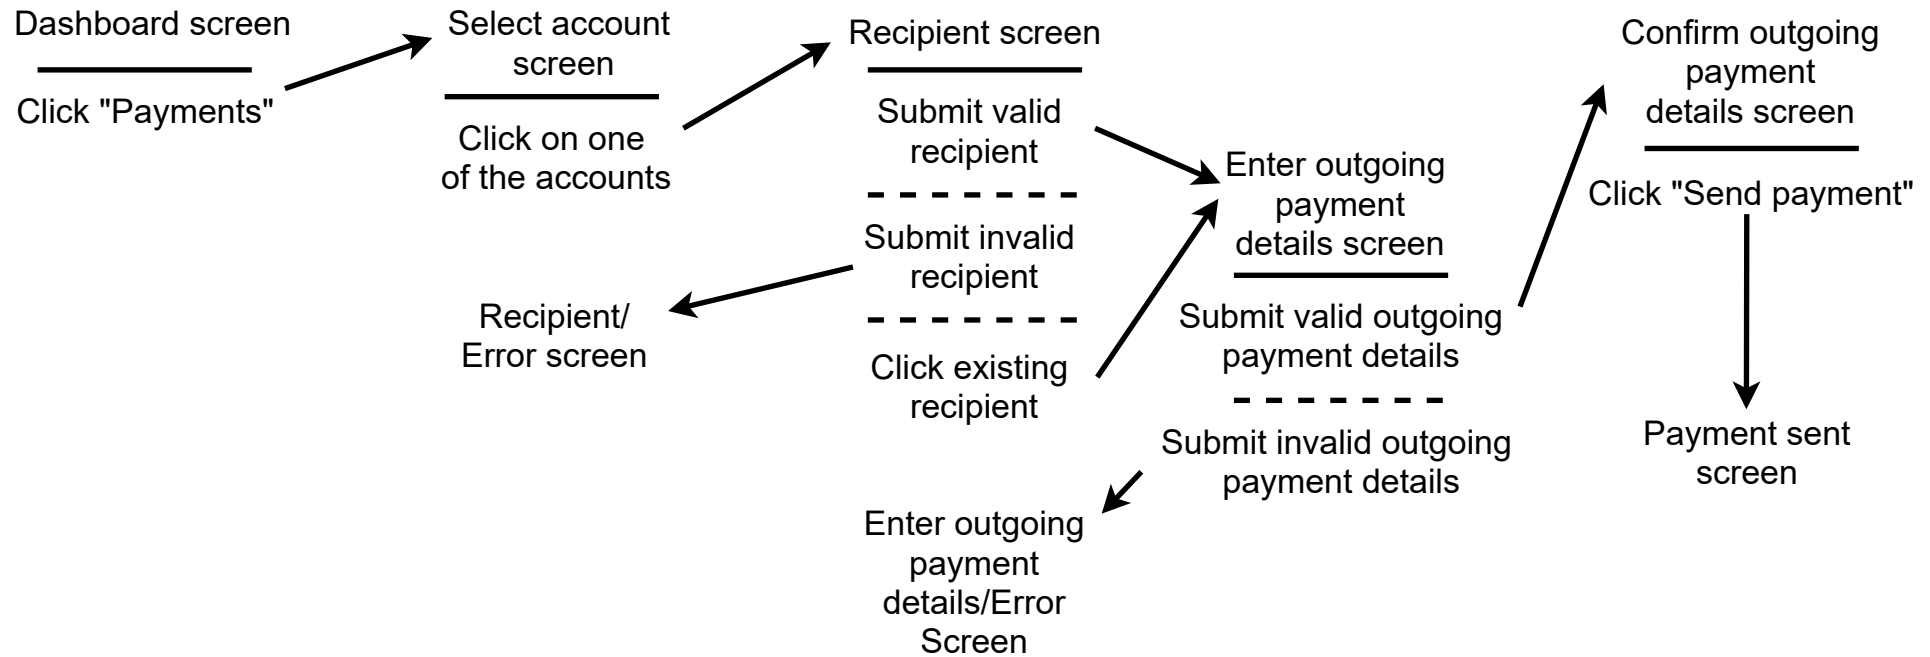 Dashboard screen
Click "Payments"
Select account
screen
Click on one
of the accounts
Recipient screen
Submit valid
recipient
Submit invalid
recipient
Click existing
recipient
Recipient/
Error screen
Enter outgoing
payment
details screen
Submit valid outgoing
payment details
Submit invalid outgoing
payment details
Enter outgoing
payment
details/Error
Screen
Confirm outgoing
payment
details screen
Click "Send payment"
Payment sent
screen